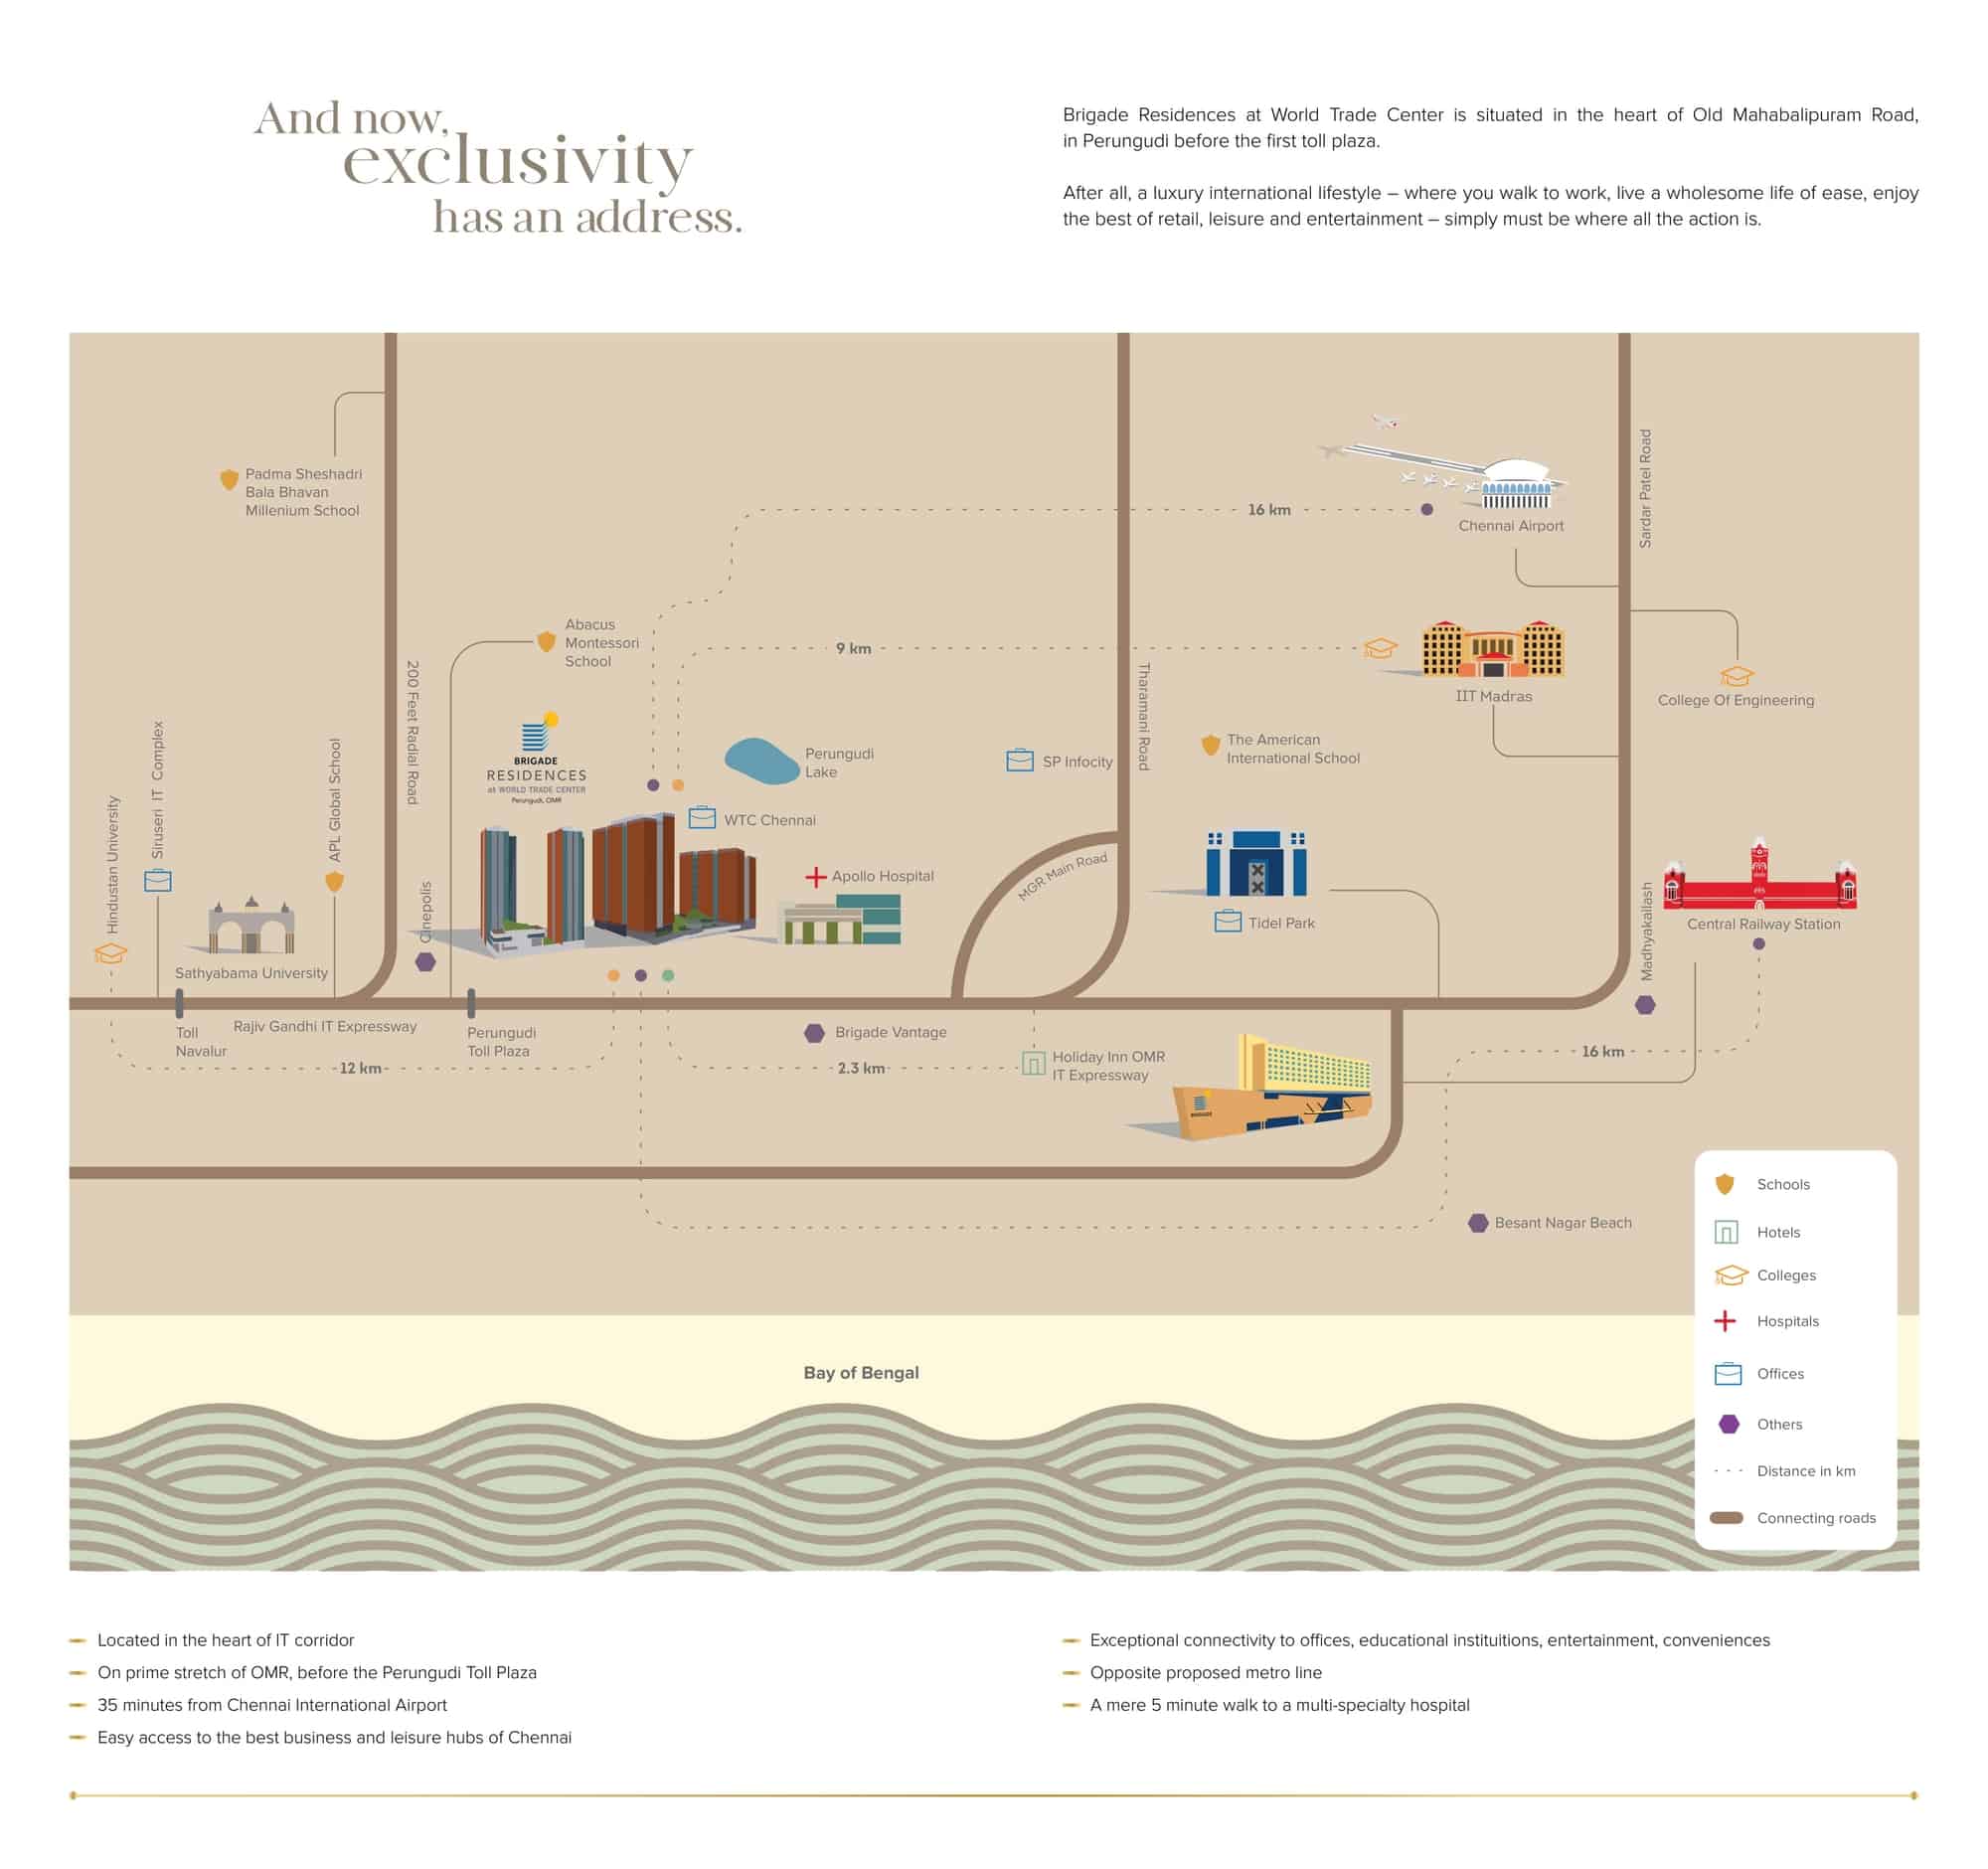 And now,
exclusivity
has an address.
Brigade Residences at World Trade Center is situated in the heart of Old Mahabalipuram Road,
in Perungudi before the first toll plaza.
After all, a luxury international lifestyle – where you walk to work, live a wholesome life of ease, enjoy
the best of retail, leisure and entertainment – simply must be where all the action is.
Padma Sheshadri
Bala Bhavan
Millenium School
16 km
Chennai Airport
Sardar Patel Road
Abacus
Montessori
School
9 km
IIT Madras
College Of Engineering
200 Feet Radial Road
Tharamani Road
BRIGADE
RESIDENCES
at WORLD TRADE CENTER
Perungudi, OMR
Perungudi
Lake
SP Infocity
The American
International School
Hindustan University
Siruseri IT Complex
APL Global School
WTC Chennai
Apollo Hospital
MGR Main Road
Cinepolis
Tidel Park
Madhyakailash
Central Railway Station
Sathyabama University
Toll
Navalur
Rajiv Gandhi IT Expressway
Perungudi
Toll Plaza
Brigade Vantage
Holiday Inn OMR
IT Expressway
12 km
2.3 km
16 km
BRIGADE
Besant Nagar Beach
Bay of Bengal
Schools
Hotels
Colleges
Hospitals
Offices
Others
Distance in km
Connecting roads
Located in the heart of IT corridor
On prime stretch of OMR, before the Perungudi Toll Plaza
35 minutes from Chennai International Airport
Easy access to the best business and leisure hubs of Chennai
Exceptional connectivity to offices, educational instituitions, entertainment, conveniences
Opposite proposed metro line
A mere 5 minute walk to a multi-specialty hospital